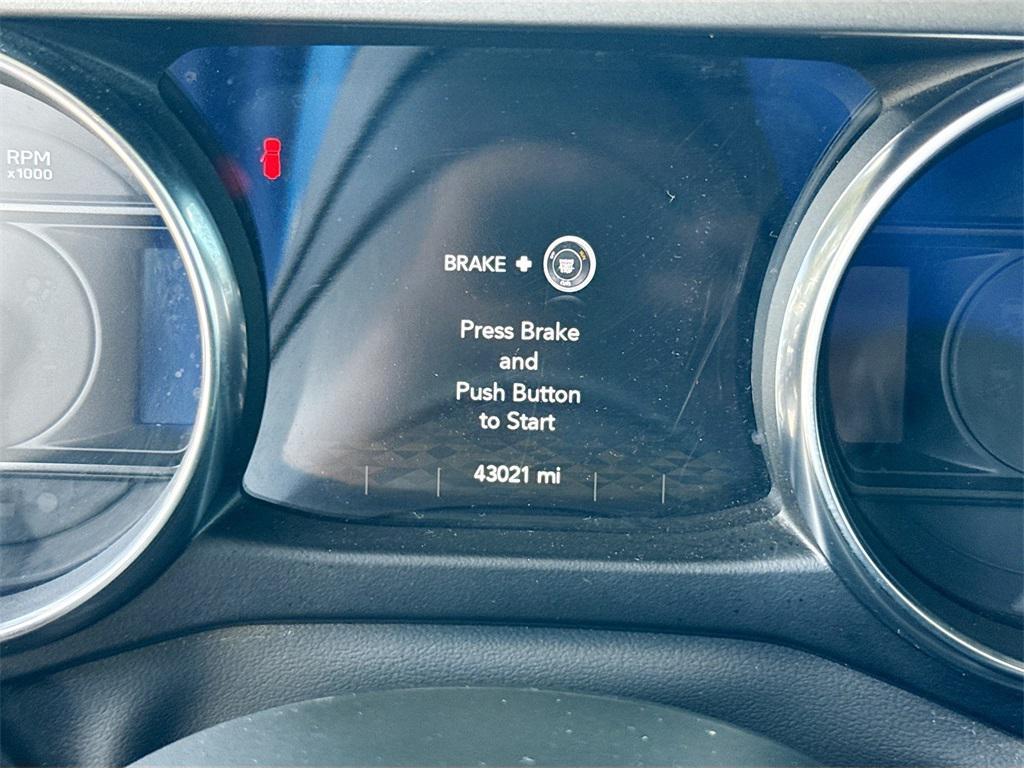 RPM
x1000
BRAKE
Press Brake
and
Push Button
to Start
43021 mi